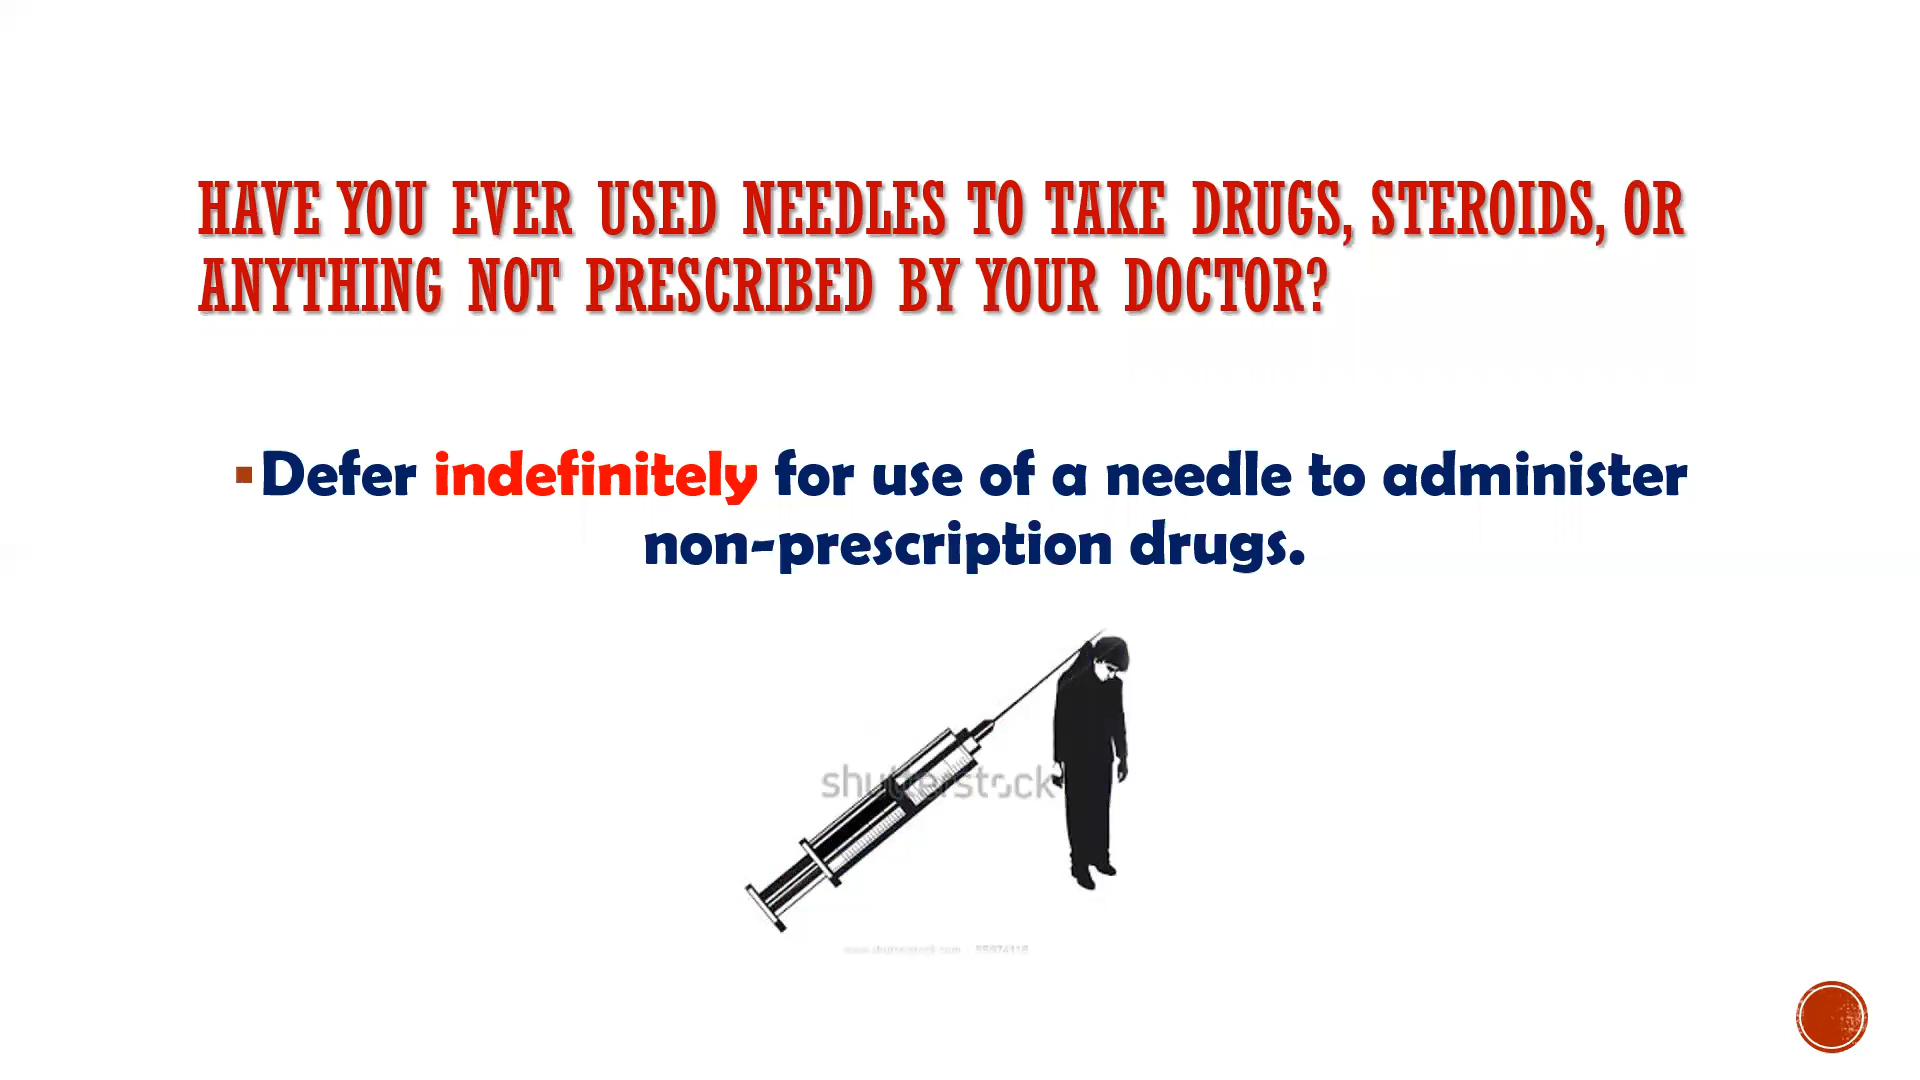 HAVE YOU EVER USED NEEDLES TO TAKE DRUGS, STEROIDS, OR
ANYTHING NOT PRESCRIBED BY YOUR DOCTOR?
▪Defer indefinitely for use of a needle to administer
non-prescription drugs.
shutterstock